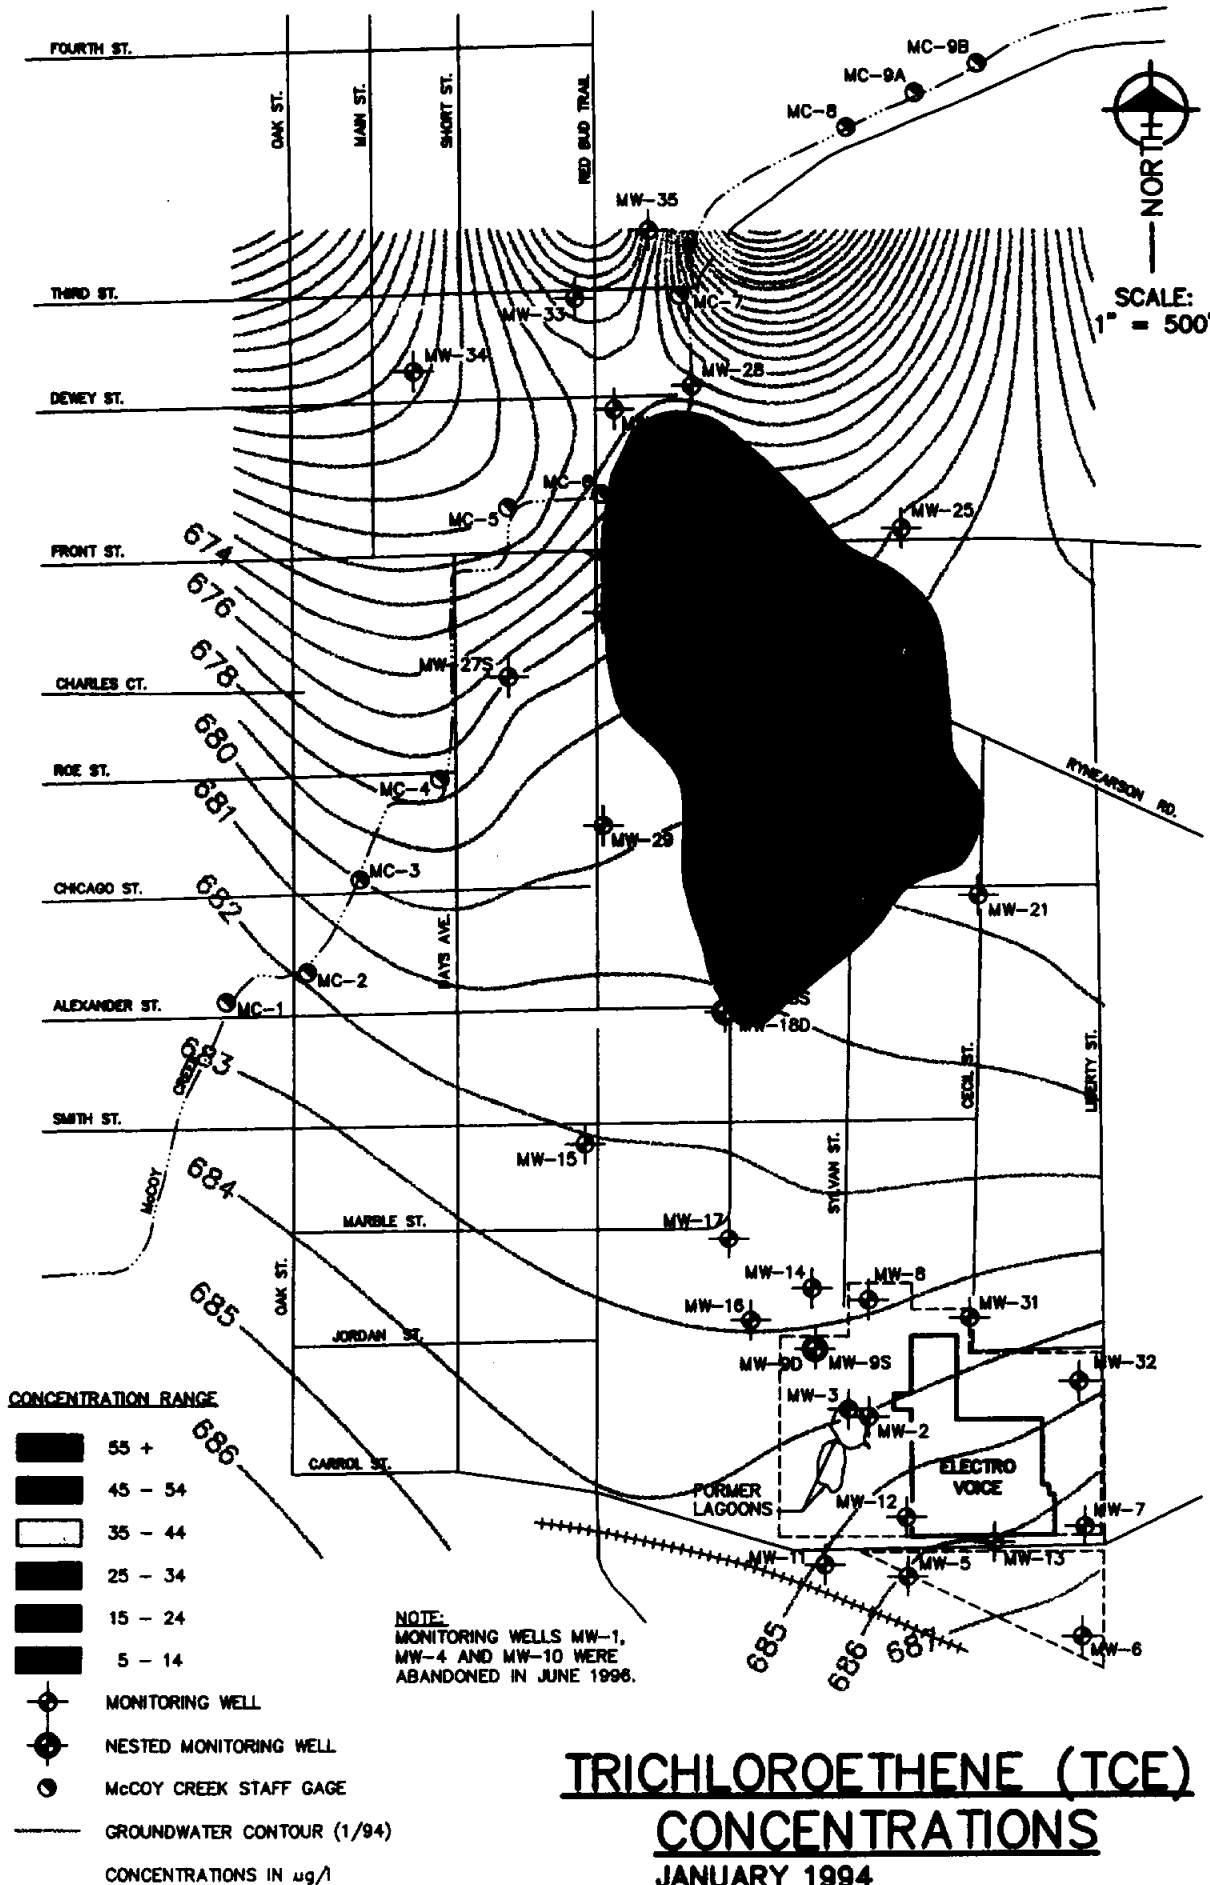 FOURTH ST.
MC-9B
MC-9A
MC-8
OAK ST.
MAIN ST.
SHORT ST.
RED BUD TRAIL
NORTH
MW-35
SCALE:
1" = 500'
THIRD ST.
MW-33
MC-7
MW-34
MW-28
DEWEY ST.
MC-6
MC-5
MW-25
FRONT ST.
674
676
MW-27S
678
CHARLES CT.
680
ROE ST.
MC-4
RYNEARSON RD.
681
MW-29
MC-3
CHICAGO ST.
682
MW-21
DAYS AVE.
MC-2
MC-1
ALEXANDER ST.
MW-18D
683
CREEK
McCOY
CECIL ST.
LIBERTY ST.
SMITH ST.
MW-15
684
SYLVAN ST.
MARBLE ST.
MW-17
OAK ST.
685
MW-14
MW-8
MW-16
MW-31
JORDAN ST.
MW-9D
MW-9S
MW-32
MW-3
MW-2
686
CARROL ST.
ELECTRO
VOICE
FORMER
LAGOONS
MW-12
MW-7
MW-11
MW-5
MW-13
MW-6
685
686
687
CONCENTRATION RANGE
55 +
45 - 54
35 - 44
25 - 34
15 - 24
5 - 14
MONITORING WELL
NESTED MONITORING WELL
McCOY CREEK STAFF GAGE
GROUNDWATER CONTOUR (1/94)
CONCENTRATIONS IN ug/l
NOTE:
MONITORING WELLS MW-1,
MW-4 AND MW-10 WERE
ABANDONED IN JUNE 1996.
TRICHLOROETHENE (TCE)
CONCENTRATIONS
JANUARY 1994